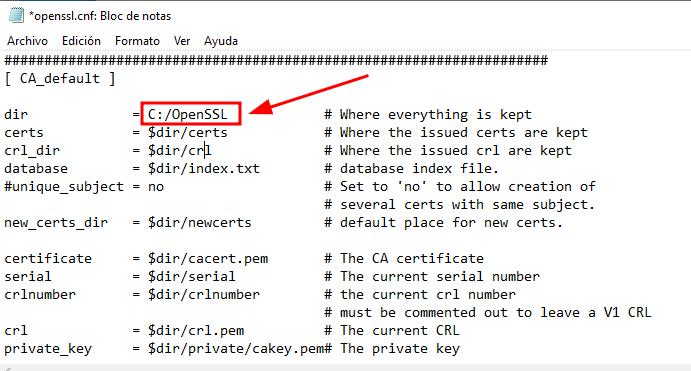 *openssl.cnf: Bloc de notas
Archivo Edición Formato Ver Ayuda
####################################################################
[ CA_default ]
dir = C:/OpenSSL # Where everything is kept
certs = $dir/certs # Where the issued certs are kept
crl_dir = $dir/crl # Where the issued crl are kept
database = $dir/index.txt # database index file.
#unique_subject = no # Set to 'no' to allow creation of
# several certs with same subject.
new_certs_dir = $dir/newcerts # default place for new certs.
certificate = $dir/cacert.pem # The CA certificate
serial = $dir/serial # The current serial number
crlnumber = $dir/crlnumber # the current crl number
# must be commented out to leave a V1 CRL
crl = $dir/crl.pem # The current CRL
private_key = $dir/private/cakey.pem# The private key